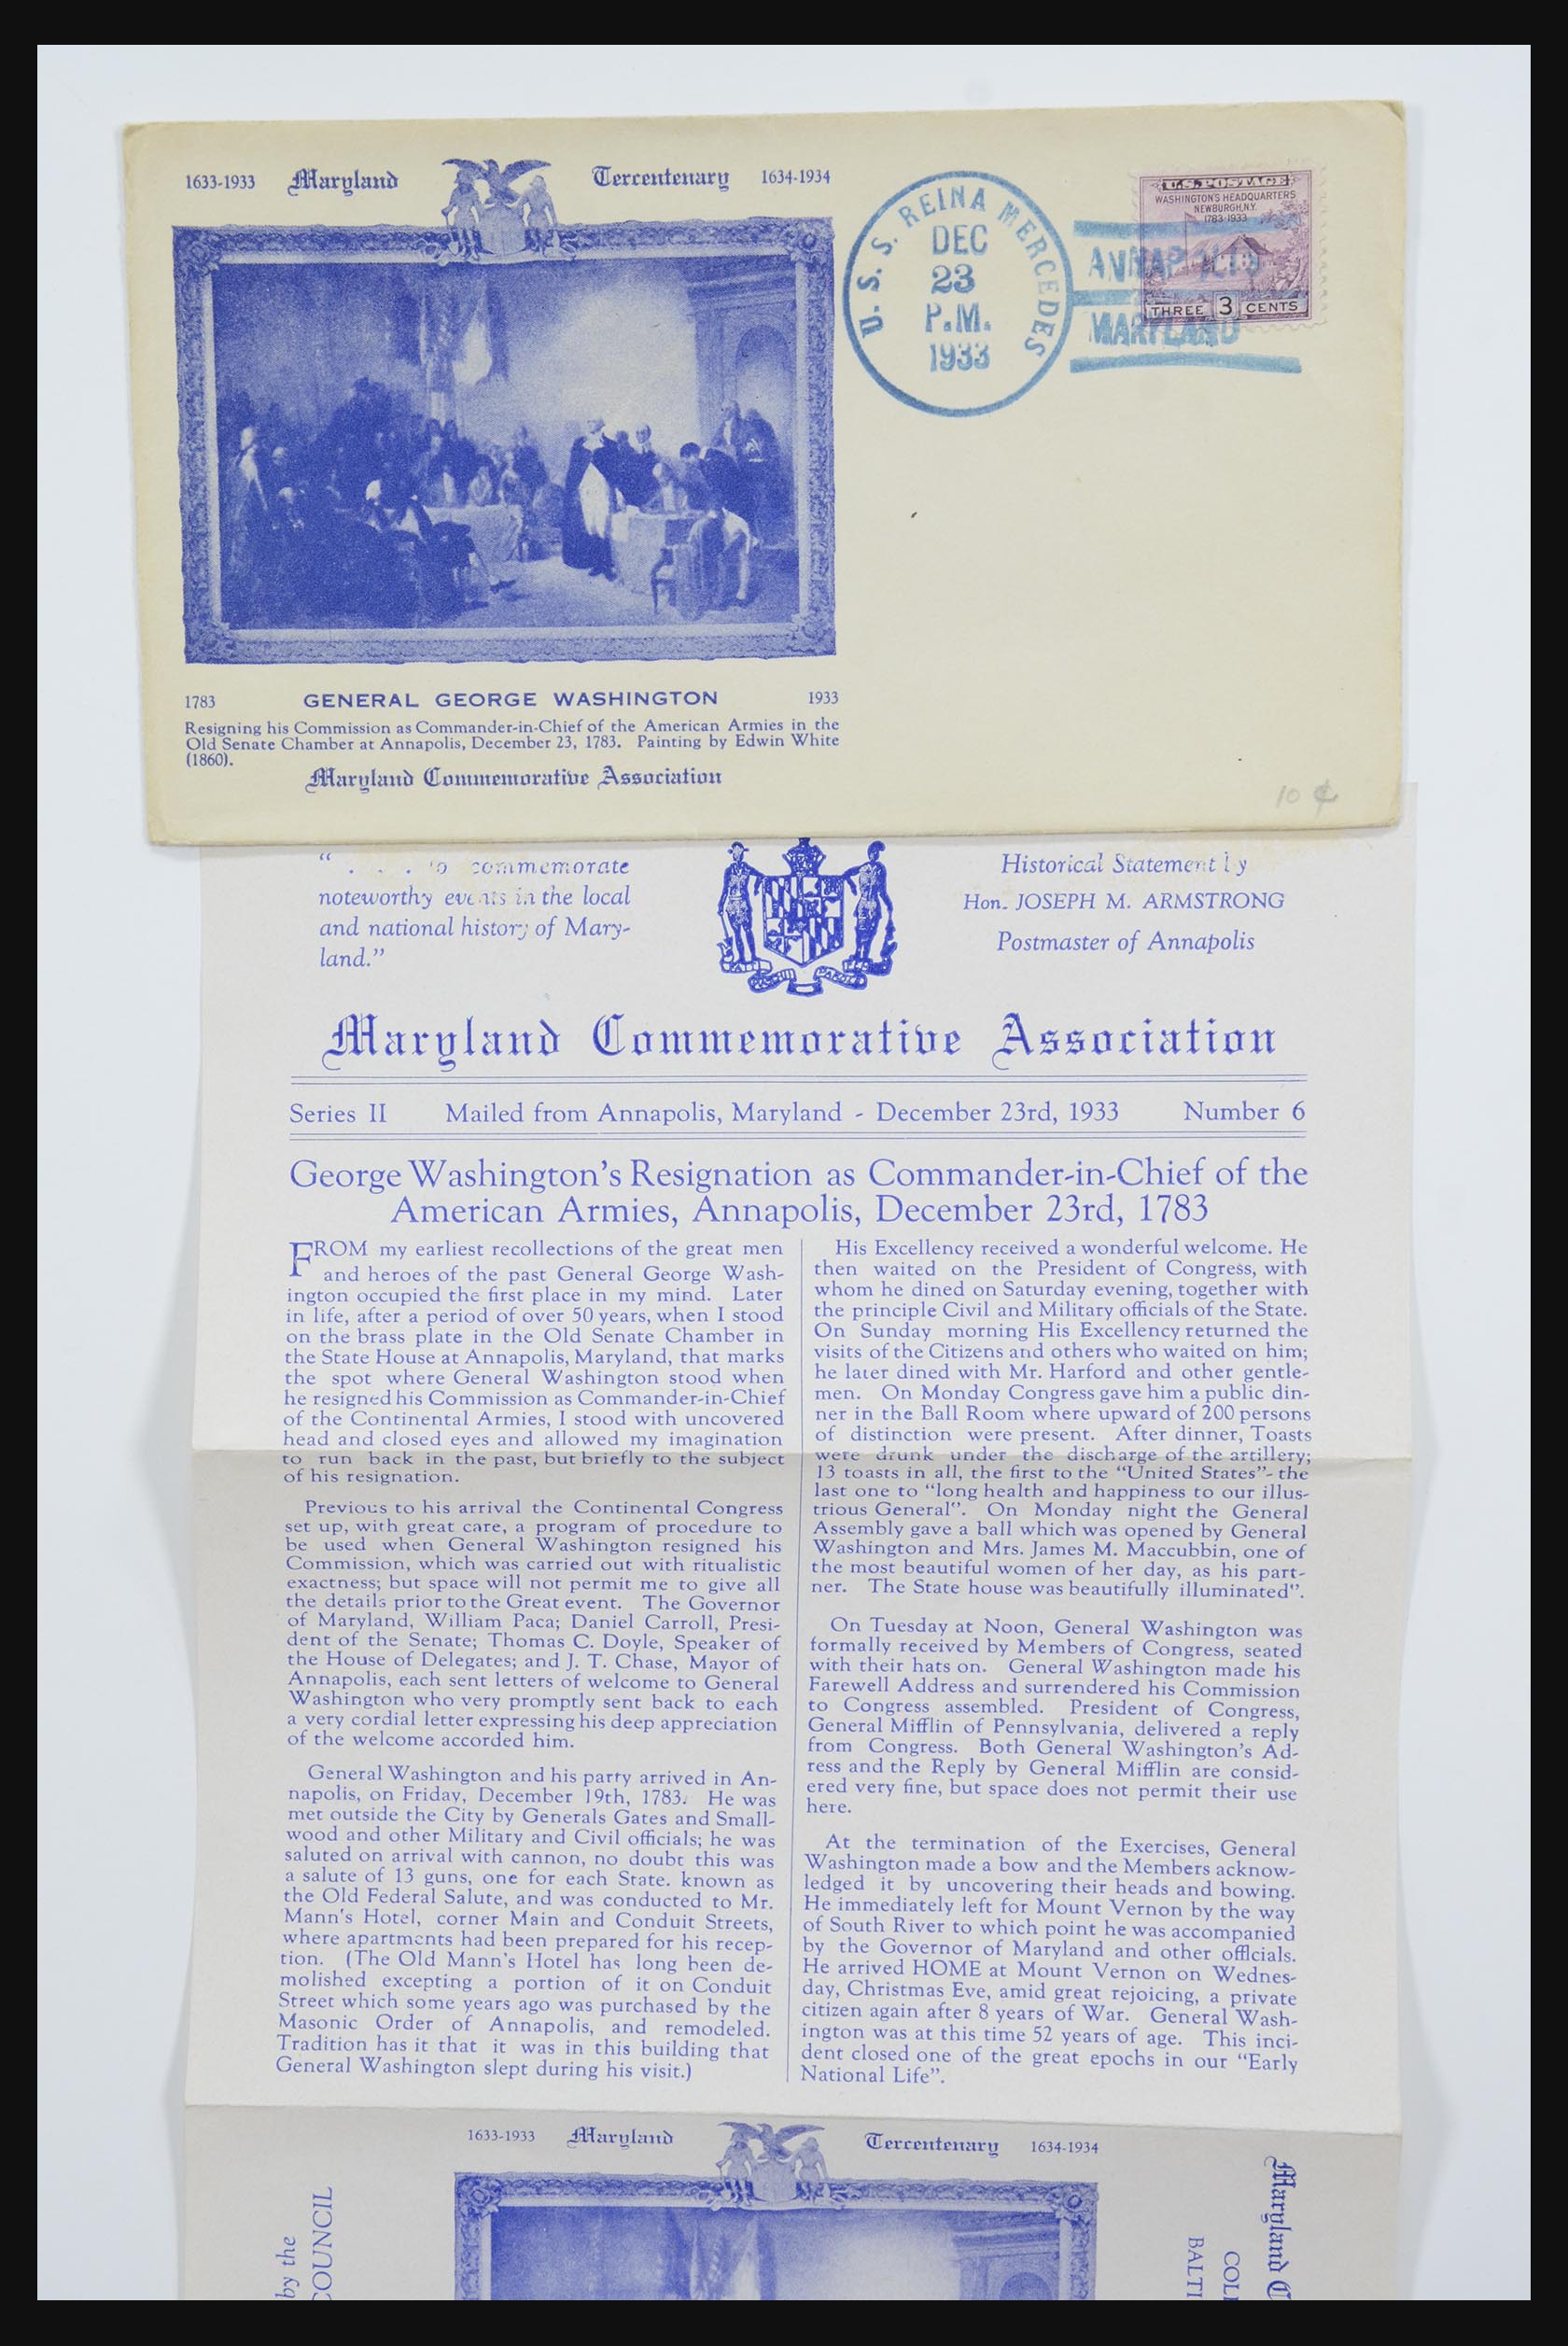 1633-1933 Maryland Tercentenary 1634-1934
U.S. POSTAGE
WASHINGTON'S HEADQUARTERS
NEWBURGH, N.Y.
1783-1933
THREE 3 CENTS
U. S. S. REINA MERCEDES
DEC
23
P.M.
1933
ANNAPOLIS
MARYLAND
1783 GENERAL GEORGE WASHINGTON 1933
Resigning his Commission as Commander-in-Chief of the American Armies in the
Old Senate Chamber at Annapolis, December 23, 1783. Painting by Edwin White
(1860).
Maryland Commemorative Association
10 ¢
“ . . . to commemorate
noteworthy events in the local
and national history of Mary-
land.”
Historical Statement by
Hon. JOSEPH M. ARMSTRONG
Postmaster of Annapolis
Maryland Commemorative Association
Series II Mailed from Annapolis, Maryland - December 23rd, 1933 Number 6
George Washington's Resignation as Commander-in-Chief of the
American Armies, Annapolis, December 23rd, 1783
FROM my earliest recollections of the great men
and heroes of the past General George Wash-
ington occupied the first place in my mind. Later
in life, after a period of over 50 years, when I stood
on the brass plate in the Old Senate Chamber in
the State House at Annapolis, Maryland, that marks
the spot where General Washington stood when
he resigned his Commission as Commander-in-Chief
of the Continental Armies, I stood with uncovered
head and closed eyes and allowed my imagination
to run back in the past, but briefly to the subject
of his resignation.
Previous to his arrival the Continental Congress
set up, with great care, a program of procedure to
be used when General Washington resigned his
Commission, which was carried out with ritualistic
exactness; but space will not permit me to give all
the details prior to the Great event. The Governor
of Maryland, William Paca; Daniel Carroll, Presi-
dent of the Senate; Thomas C. Doyle, Speaker of
the House of Delegates; and J. T. Chase, Mayor of
Annapolis, each sent letters of welcome to General
Washington who very promptly sent back to each
a very cordial letter expressing his deep appreciation
of the welcome accorded him.
General Washington and his party arrived in An-
napolis, on Friday, December 19th, 1783. He was
met outside the City by Generals Gates and Small-
wood and other Military and Civil officials; he was
saluted on arrival with cannon, no doubt this was
a salute of 13 guns, one for each State. known as
the Old Federal Salute, and was conducted to Mr.
Mann's Hotel, corner Main and Conduit Streets,
where apartments had been prepared for his recep-
tion. (The Old Mann's Hotel has long been de-
molished excepting a portion of it on Conduit
Street which some years ago was purchased by the
Masonic Order of Annapolis, and remodeled.
Tradition has it that it was in this building that
General Washington slept during his visit.)
His Excellency received a wonderful welcome. He
then waited on the President of Congress, with
whom he dined on Saturday evening, together with
the principle Civil and Military officials of the State.
On Sunday morning His Excellency returned the
visits of the Citizens and others who waited on him;
he later dined with Mr. Harford and other gentle-
men. On Monday Congress gave him a public din-
ner in the Ball Room where upward of 200 persons
of distinction were present. After dinner, Toasts
were drunk under the discharge of the artillery;
13 toasts in all, the first to the “United States”- the
last one to “long health and happiness to our illus-
trious General”. On Monday night the General
Assembly gave a ball which was opened by General
Washington and Mrs. James M. Maccubbin, one of
the most beautiful women of her day, as his part-
ner. The State house was beautifully illuminated”.
On Tuesday at Noon, General Washington was
formally received by Members of Congress, seated
with their hats on. General Washington made his
Farewell Address and surrendered his Commission
to Congress assembled. President of Congress,
General Mifflin of Pennsylvania, delivered a reply
from Congress. Both General Washington's Ad-
ress and the Reply by General Mifflin are consid-
ered very fine, but space does not permit their use
here.
At the termination of the Exercises, General
Washington made a bow and the Members acknow-
ledged it by uncovering their heads and bowing.
He immediately left for Mount Vernon by the way
of South River to which point he was accompanied
by the Governor of Maryland and other officials.
He arrived HOME at Mount Vernon on Wednes-
day, Christmas Eve, amid great rejoicing, a private
citizen again after 8 years of War. General Wash-
ington was at this time 52 years of age. This inci-
dent closed one of the great epochs in our “Early
National Life”.
1633-1933 Maryland Tercentenary 1634-1934
by the
COUNCIL
Maryland C
COL
BALTI